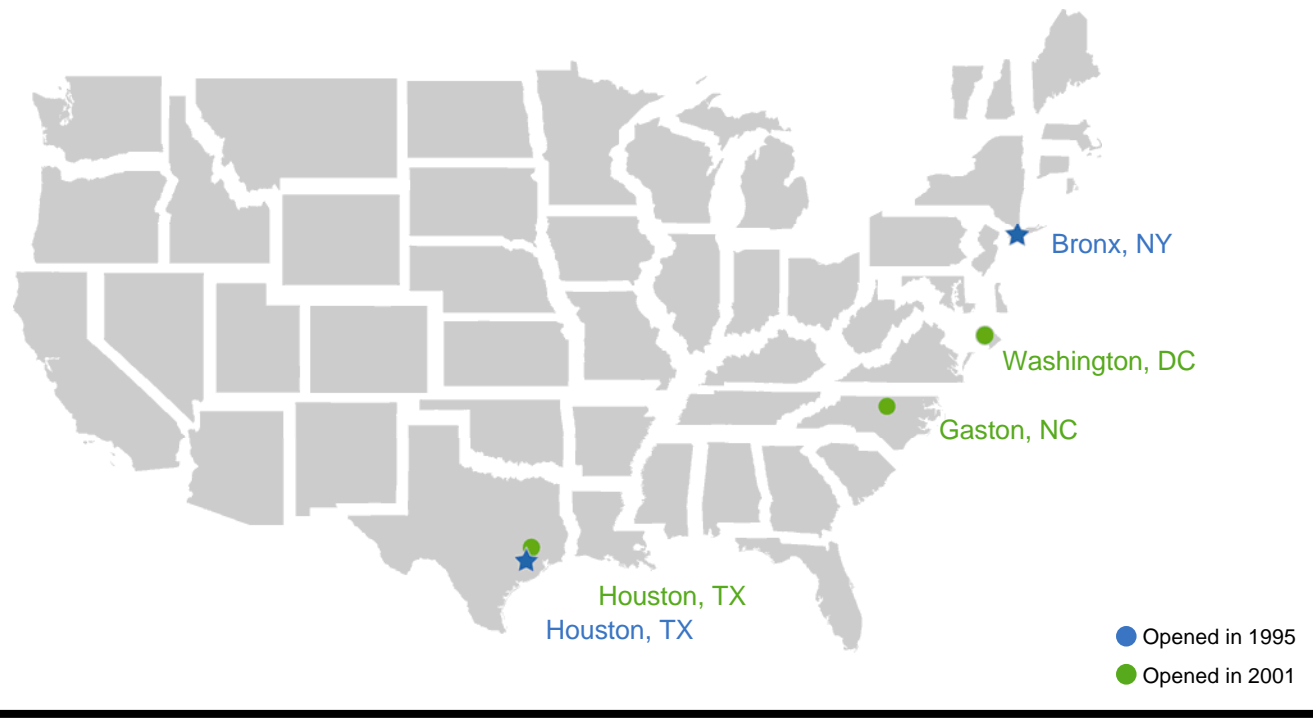 Bronx, NY
Washington, DC
Gaston, NC
Houston, TX
Houston, TX
Opened in 1995
Opened in 2001